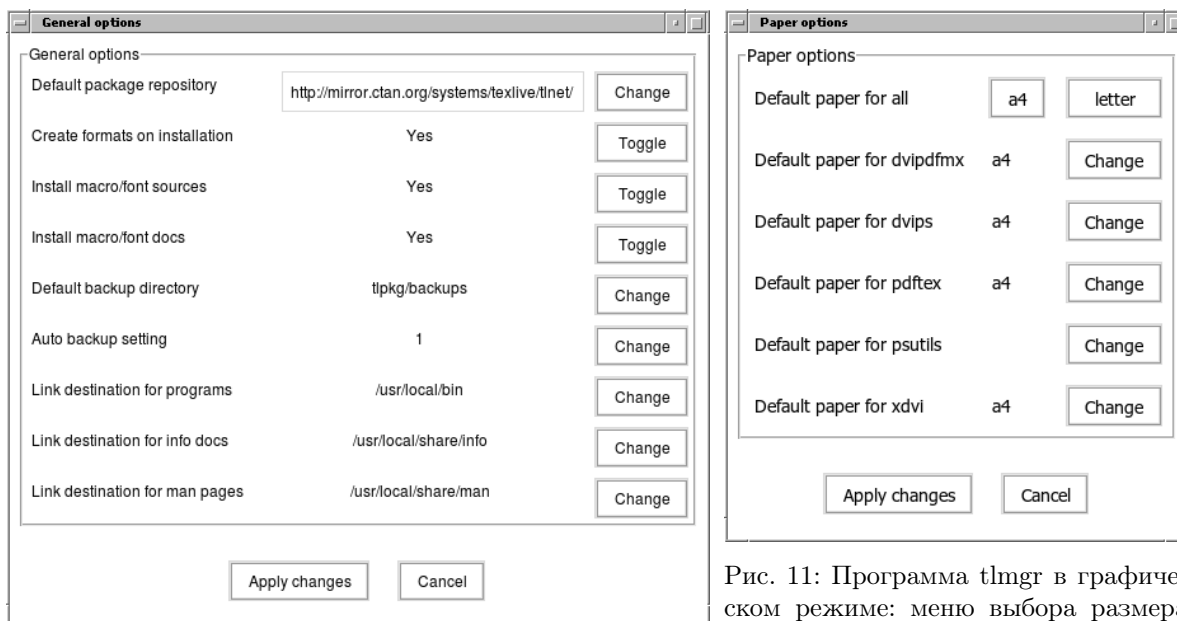 General options
General options
Default package repository http://mirror.ctan.org/systems/texlive/tlnet/ Change
Create formats on installation Yes Toggle
Install macro/font sources Yes Toggle
Install macro/font docs Yes Toggle
Default backup directory tlpkg/backups Change
Auto backup setting 1 Change
Link destination for programs /usr/local/bin Change
Link destination for info docs /usr/local/share/info Change
Link destination for man pages /usr/local/share/man Change
Apply changes Cancel
Paper options
Paper options
Default paper for all a4 letter
Default paper for dvipdfmx a4 Change
Default paper for dvips a4 Change
Default paper for pdftex a4 Change
Default paper for psutils Change
Default paper for xdvi a4 Change
Apply changes Cancel
Рис. 11: Программа tlmgr в графиче-
ском режиме: меню выбора размера